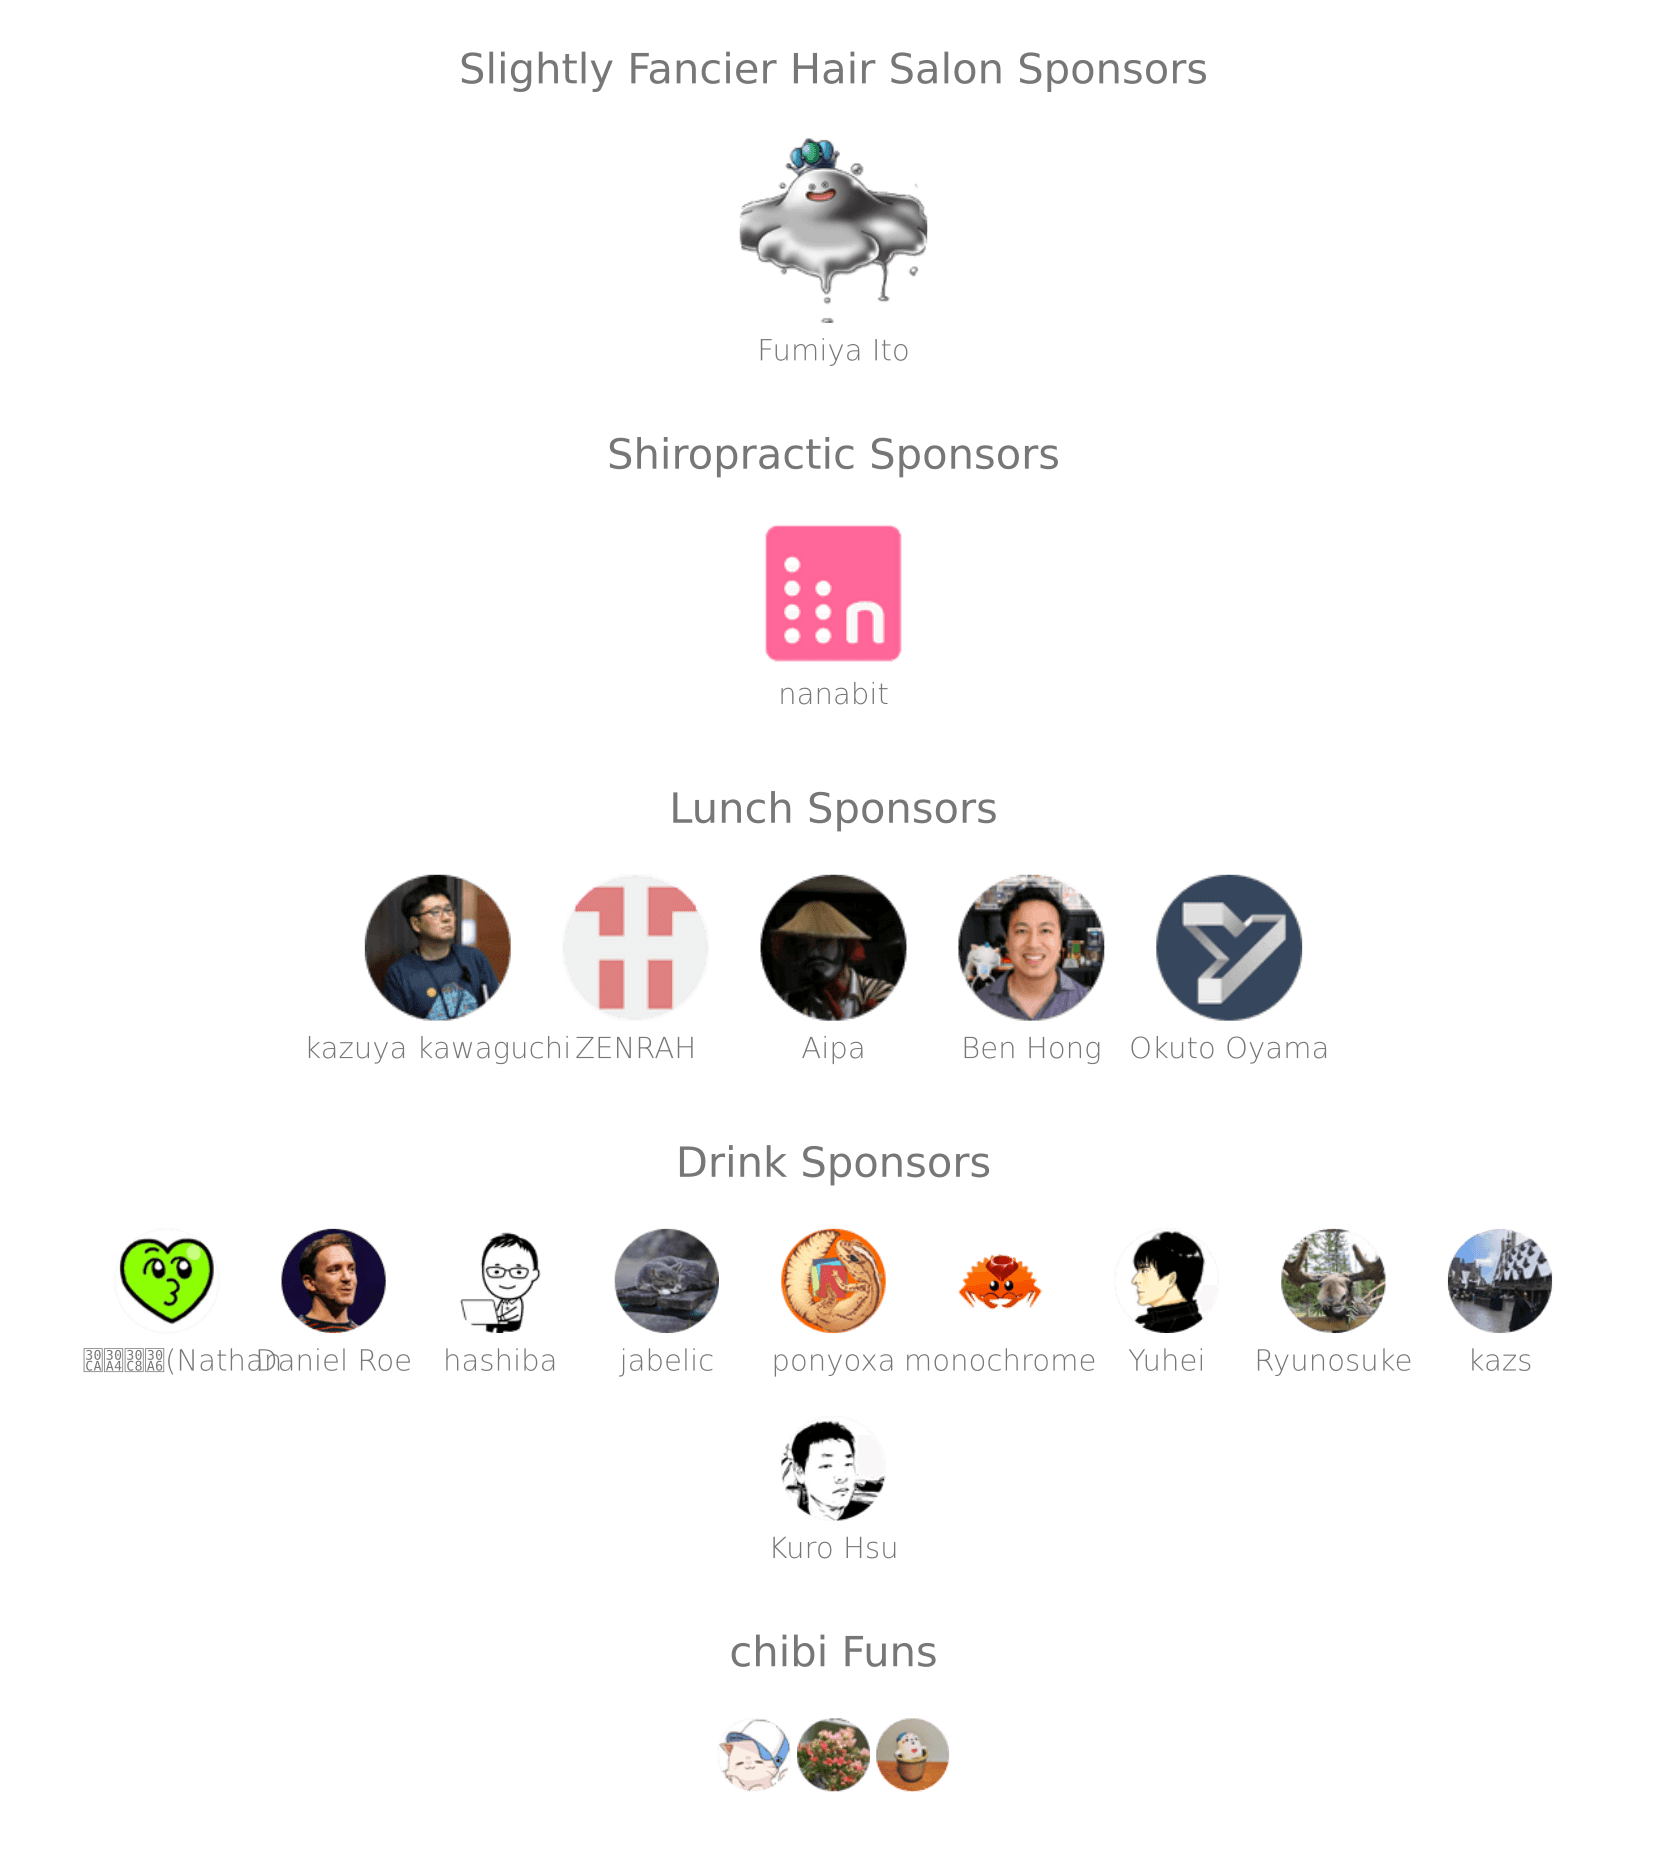 Slightly Fancier Hair Salon Sponsors
Fumiya Ito
Shiropractic Sponsors
n
nanabit
Lunch Sponsors
kazuya kawaguchi ZENRAH Aipa Ben Hong Okuto Oyama
Drink Sponsors
(Nathan Daniel Roe hashiba jabelic ponyoxa monochrome Yuhei Ryunosuke kazs
Kuro Hsu
chibi Funs